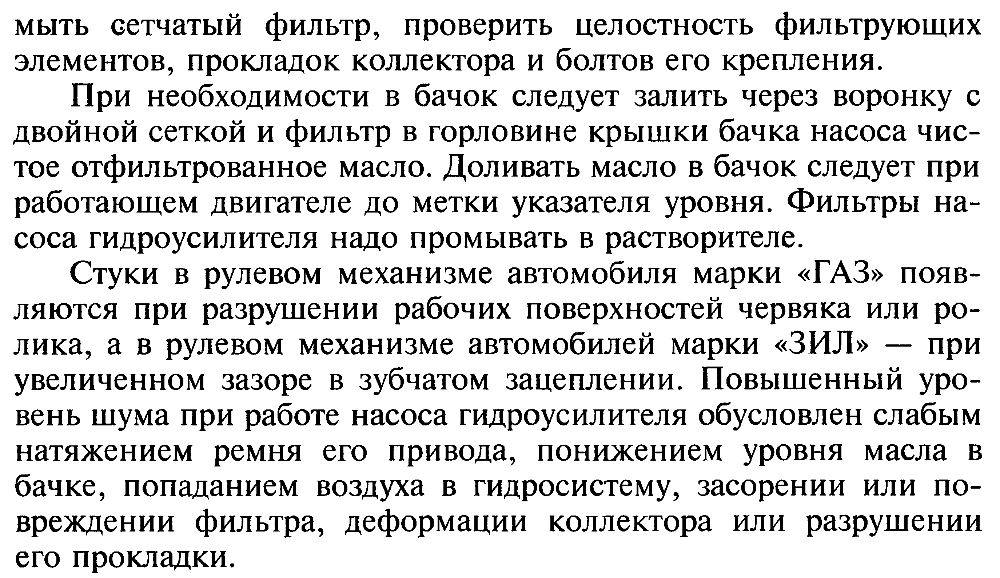 мыть сетчатый фильтр, проверить целостность фильтрующих
элементов, прокладок коллектора и болтов его крепления.
При необходимости в бачок следует залить через воронку с
двойной сеткой и фильтр в горловине крышки бачка насоса чис-
тое отфильтрованное масло. Доливать масло в бачок следует при
работающем двигателе до метки указателя уровня. Фильтры на-
соса гидроусилителя надо промывать в растворителе.
Стуки в рулевом механизме автомобиля марки «ГАЗ» появ-
ляются при разрушении рабочих поверхностей червяка или ро-
лика, а в рулевом механизме автомобилей марки «ЗИЛ» — при
увеличенном зазоре в зубчатом зацеплении. Повышенный уро-
вень шума при работе насоса гидроусилителя обусловлен слабым
натяжением ремня его привода, понижением уровня масла в
бачке, попаданием воздуха в гидросистему, засорении или по-
вреждении фильтра, деформации коллектора или разрушении
его прокладки.